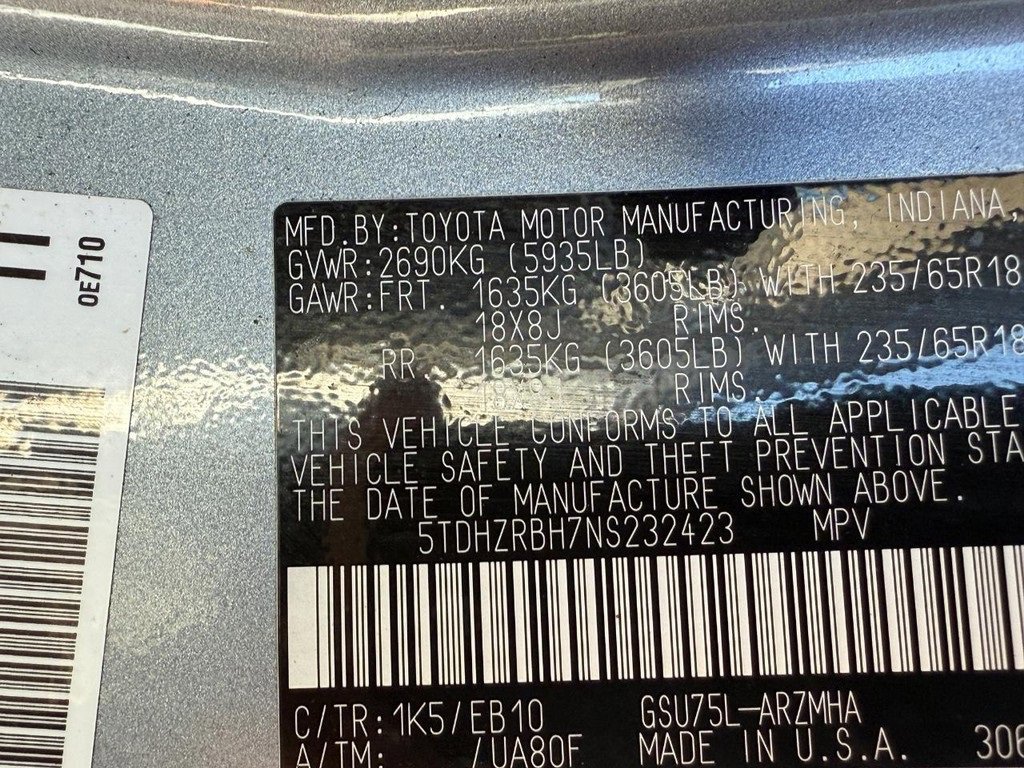 0E710
MFD.BY:TOYOTA MOTOR MANUFACTURING, INDIANA,
GVWR:2690KG (5935LB)
GAWR:FRT. 1635KG (3605LB) WITH 235/65R18
18X8J RIMS.
RR. 1635KG (3605LB) WITH 235/65R18
RIMS.
THIS VEHICLE CONFORMS TO ALL APPLICABLE
VEHICLE SAFETY AND THEFT PREVENTION STA
THE DATE OF MANUFACTURE SHOWN ABOVE.
5TDHZRBH7NS232423 MPV
C/TR:1K5/EB10 GSU75L-ARZMHA
A/TM: /UA80F MADE IN U.S.A. 306